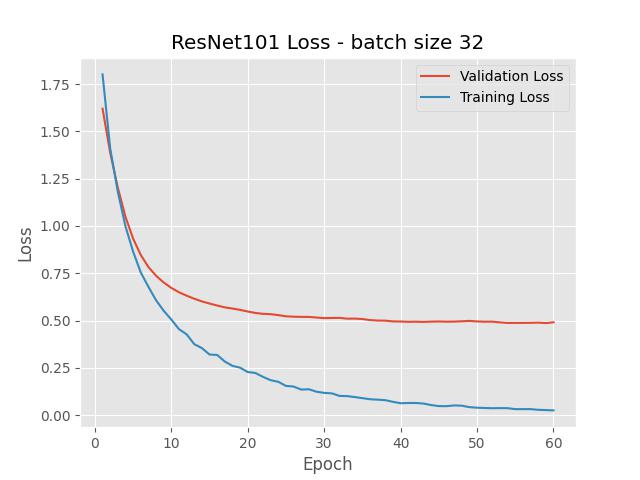 ResNet101 Loss - batch size 32
Validation Loss
Training Loss
Loss
1.75
1.50
1.25
1.00
0.75
0.50
0.25
0.00
0 10 20 30 40 50 60
Epoch